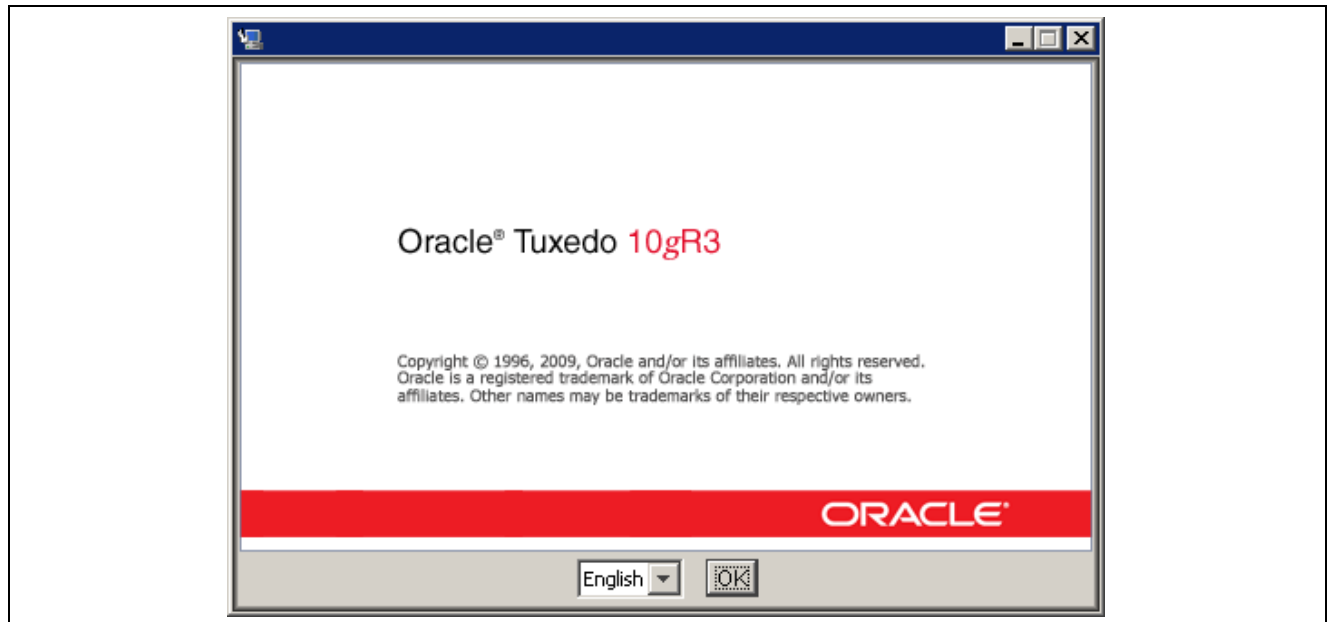 Oracle® Tuxedo 10gR3
Copyright © 1996, 2009, Oracle and/or its affiliates. All rights reserved.
Oracle is a registered trademark of Oracle Corporation and/or its
affiliates. Other names may be trademarks of their respective owners.
ORACLE®
English OK